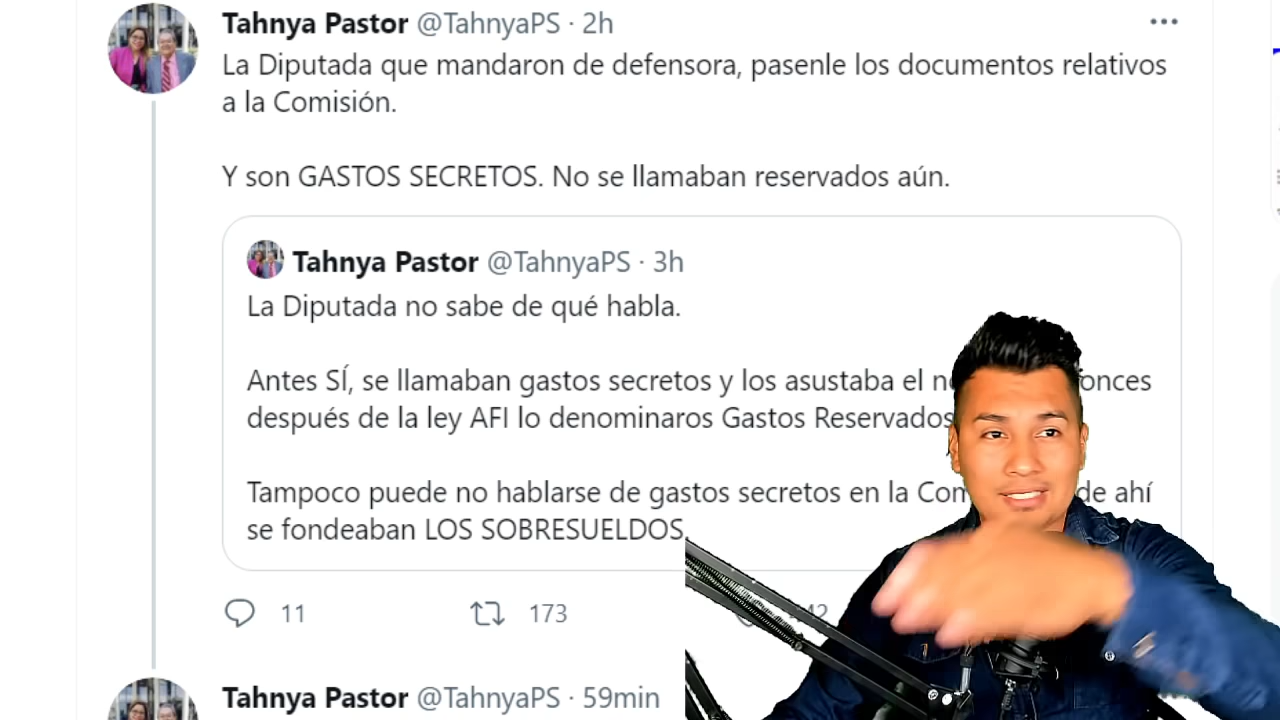 Tahnya Pastor @TahnyaPS · 2h
La Diputada que mandaron de defensora, pasenle los documentos relativos
a la Comisión.
Y son GASTOS SECRETOS. No se llamaban reservados aún.
Tahnya Pastor @TahnyaPS · 3h
La Diputada no sabe de qué habla.
Antes SÍ, se llamaban gastos secretos y los asustaba el
después de la ley AFI lo denominaros Gastos Reservados
Tampoco puede no hablarse de gastos secretos en la de ahí
se fondeaban LOS SOBRESUELDOS.
11 173
Tahnya Pastor @TahnyaPS · 59min